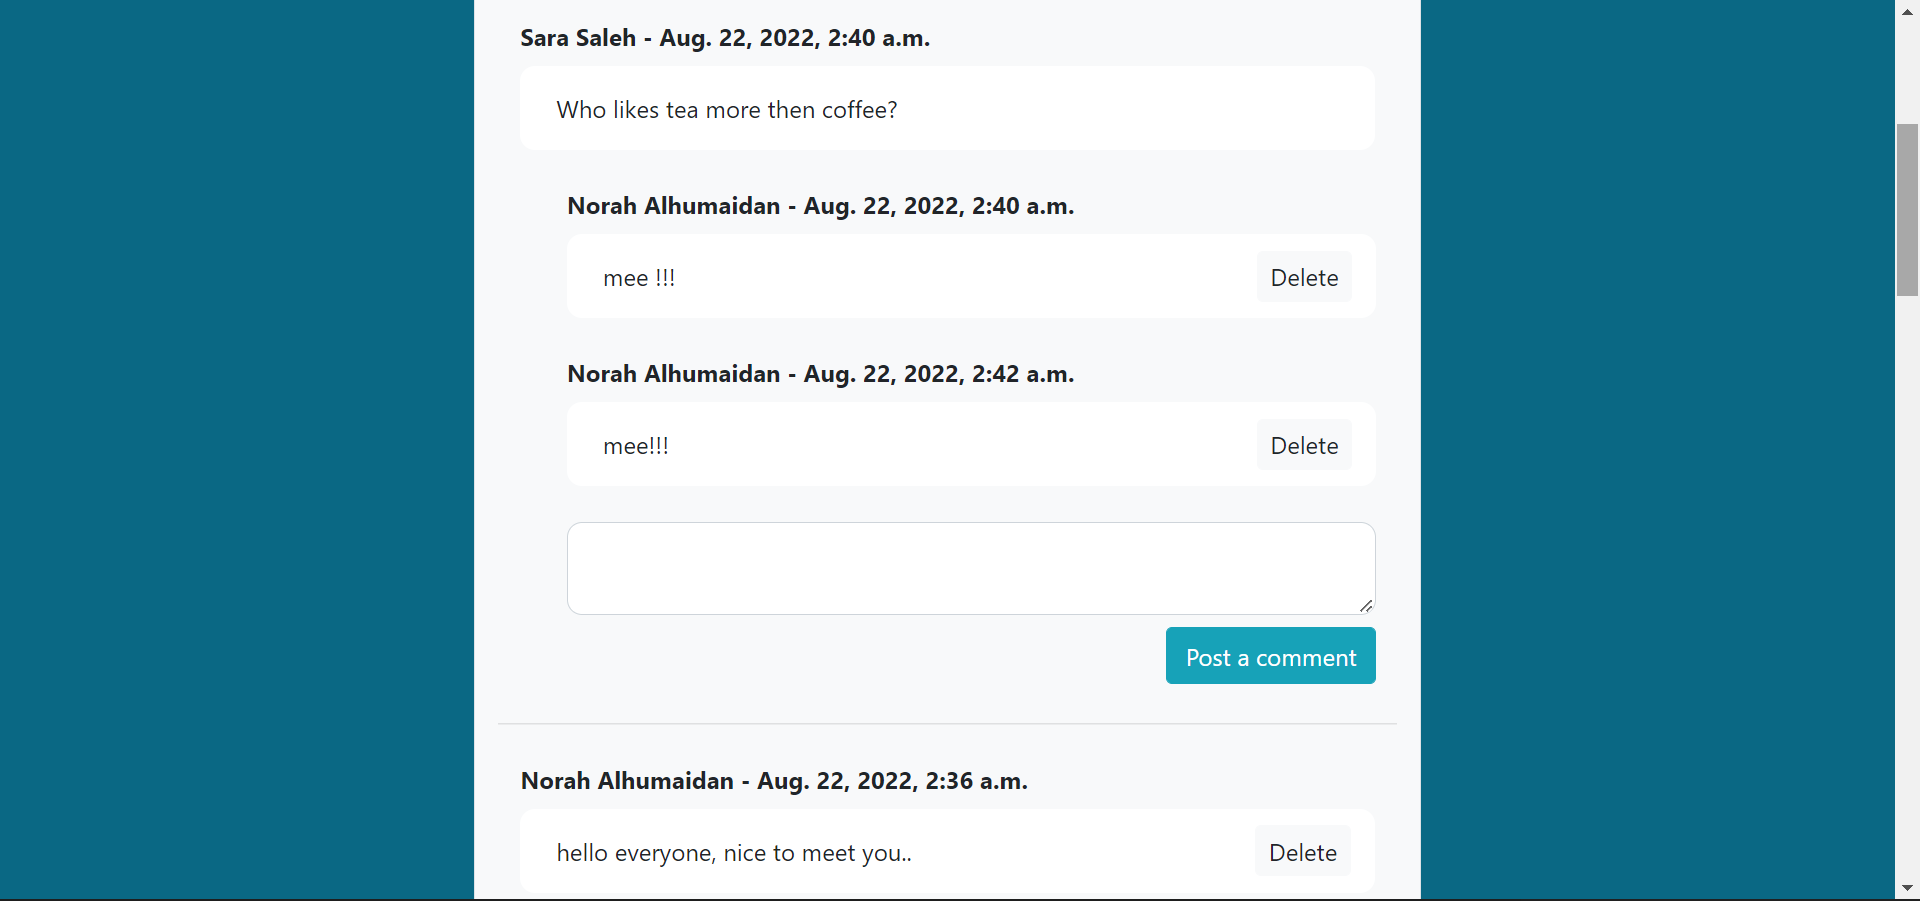 Sara Saleh - Aug. 22, 2022, 2:40 a.m.
Who likes tea more then coffee?
Norah Alhumaidan - Aug. 22, 2022, 2:40 a.m.
mee !!!
Delete
Norah Alhumaidan - Aug. 22, 2022, 2:42 a.m.
mee!!!
Delete
Post a comment
Norah Alhumaidan - Aug. 22, 2022, 2:36 a.m.
hello everyone, nice to meet you..
Delete